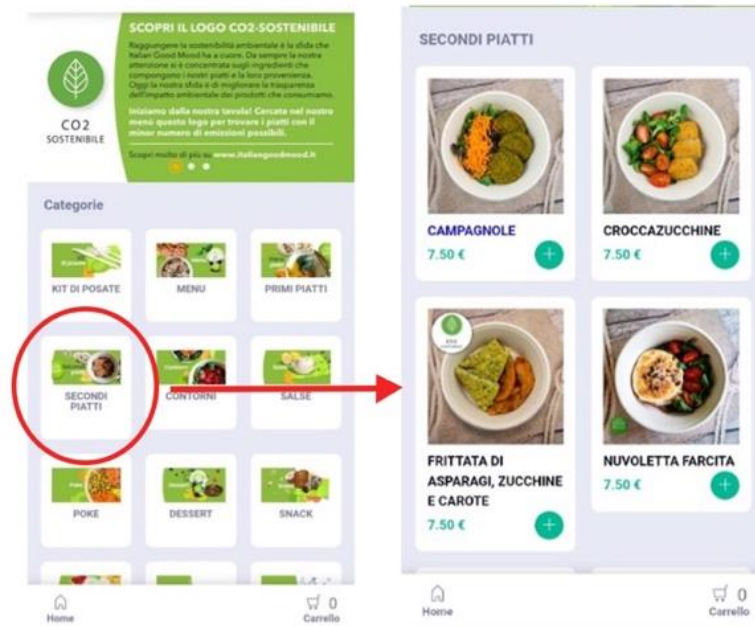 SCOPRI IL LOGO CO2-SOSTENIBILE
Raggiungere la sostenibilità ambientale è la sfida che
Italian Good Mood ha a cuore. Da sempre la nostra
attenzione si è concentrata sugli ingredienti che
compongono i nostri piatti e la loro provenienza.
Oggi la nostra sfida è di migliorare la trasparenza
dell'impatto ambientale dei prodotti che consumiamo.
Iniziamo dalla nostra tavola! Cercate nel nostro
menù questo logo per trovare i piatti con il
minor numero di emissioni possibili.
Scopri molto di più su www.italiangoodmood.it
CO2
SOSTENIBILE
Categorie
KIT DI POSATE
MENU
PRIMI PIATTI
SECONDI
PIATTI
Contorni
CONTORNI
SALSE
Poke
POKE
DESSERT
SNACK
Home
0
Carrello
SECONDI PIATTI
CAMPAGNOLE
7.50 €
CROCCAZUCCHINE
7.50 €
FRITTATA DI
ASPARAGI, ZUCCHINE
E CAROTE
7.50 €
NUVOLETTA FARCITA
7.50 €
Home
0
Carrello